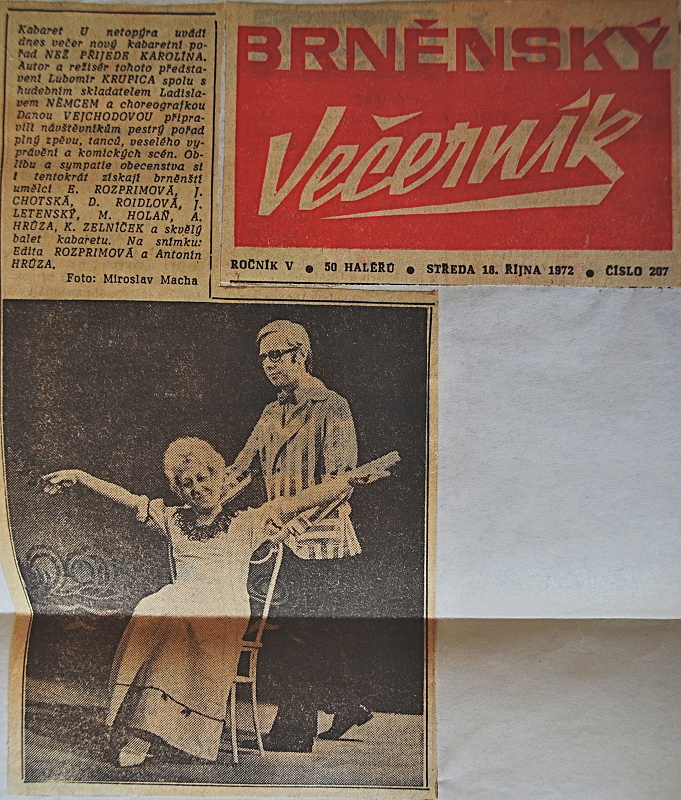 Kabaret U netopýra uvádí
dnes večer nový kabaretní po-
řad NEŽ PŘIJEDE KAROLÍNA.
Autor a režisér tohoto předsta-
vení Lubomír KRUPICA spolu s
hudebním skladatelem Ladisla-
vem NĚMCEM a choreografkou
Danou VEJCHODOVOU připra-
vili návštěvníkům pestrý pořad
plný zpěvu, tanců, veselého vy-
právění a komických scén. Ob-
libu a sympatie obecenstva si
i tentokrát získají brněnští
umělci E. ROZPRIMOVÁ, J.
CHOTSKÁ, D. ROIDLOVÁ, J.
LETENSKÝ, M. HOLAŇ, A.
HRŮZA, K. ZELNÍČEK a skvělý
balet kabaretu. Na snímku:
Edita ROZPRIMOVÁ a Antonín
HRŮZA.
Foto: Miroslav Macha
BRNĚNSKÝ
Večerník
ROČNÍK V ● 50 HALÉŘŮ ● STŘEDA 18. ŘÍJNA 1972 ● ČÍSLO 207